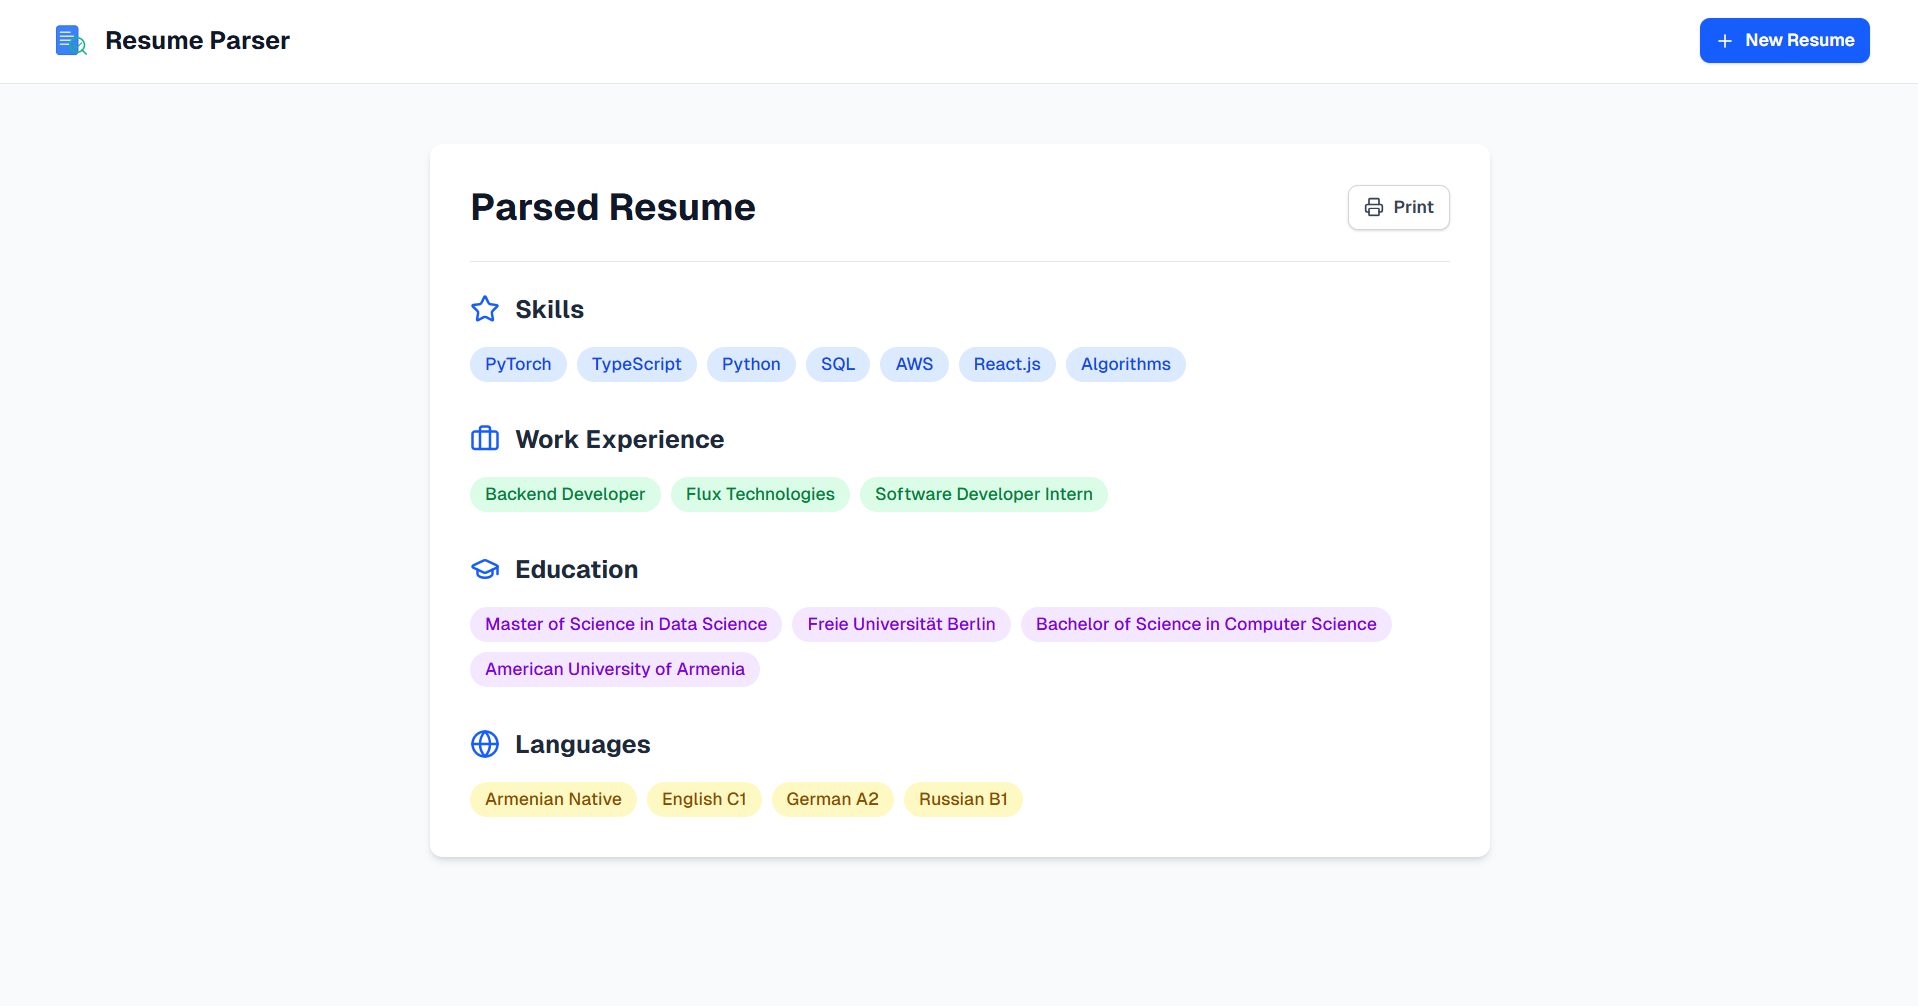 Resume Parser
New Resume
Parsed Resume
Print
Skills
PyTorch TypeScript Python SQL AWS React.js Algorithms
Work Experience
Backend Developer Flux Technologies Software Developer Intern
Education
Master of Science in Data Science Freie Universität Berlin Bachelor of Science in Computer Science
American University of Armenia
Languages
Armenian Native English C1 German A2 Russian B1